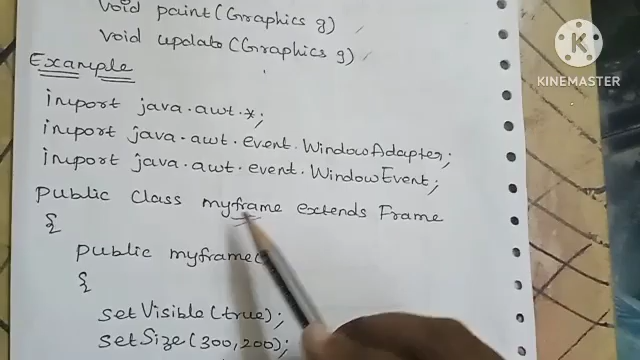 void paint(Graphics g)
void update(Graphics g)
Example
import java.awt.*;
import java.awt.event.WindowAdapter;
import java.awt.event.WindowEvent;
public class myframe extends Frame
{
public myframe(
{
setVisible(true);
setSize(300,200);
KINEMASTER